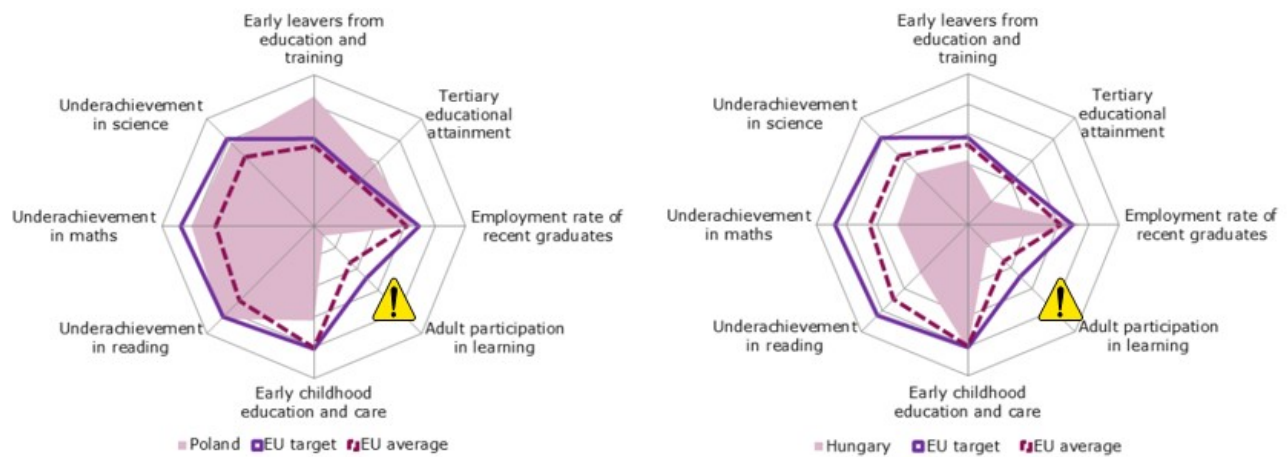 Early leavers from
education and
training
Tertiary
educational
attainment
Employment rate of
recent graduates
Adult participation
in learning
Early childhood
education and care
Underachievement
in reading
Underachievement
in maths
Underachievement
in science
Poland EU target EU average
Early leavers from
education and
training
Tertiary
educational
attainment
Employment rate of
recent graduates
Adult participation
in learning
Early childhood
education and care
Underachievement
in reading
Underachievement
in maths
Underachievement
in science
Hungary EU target EU average